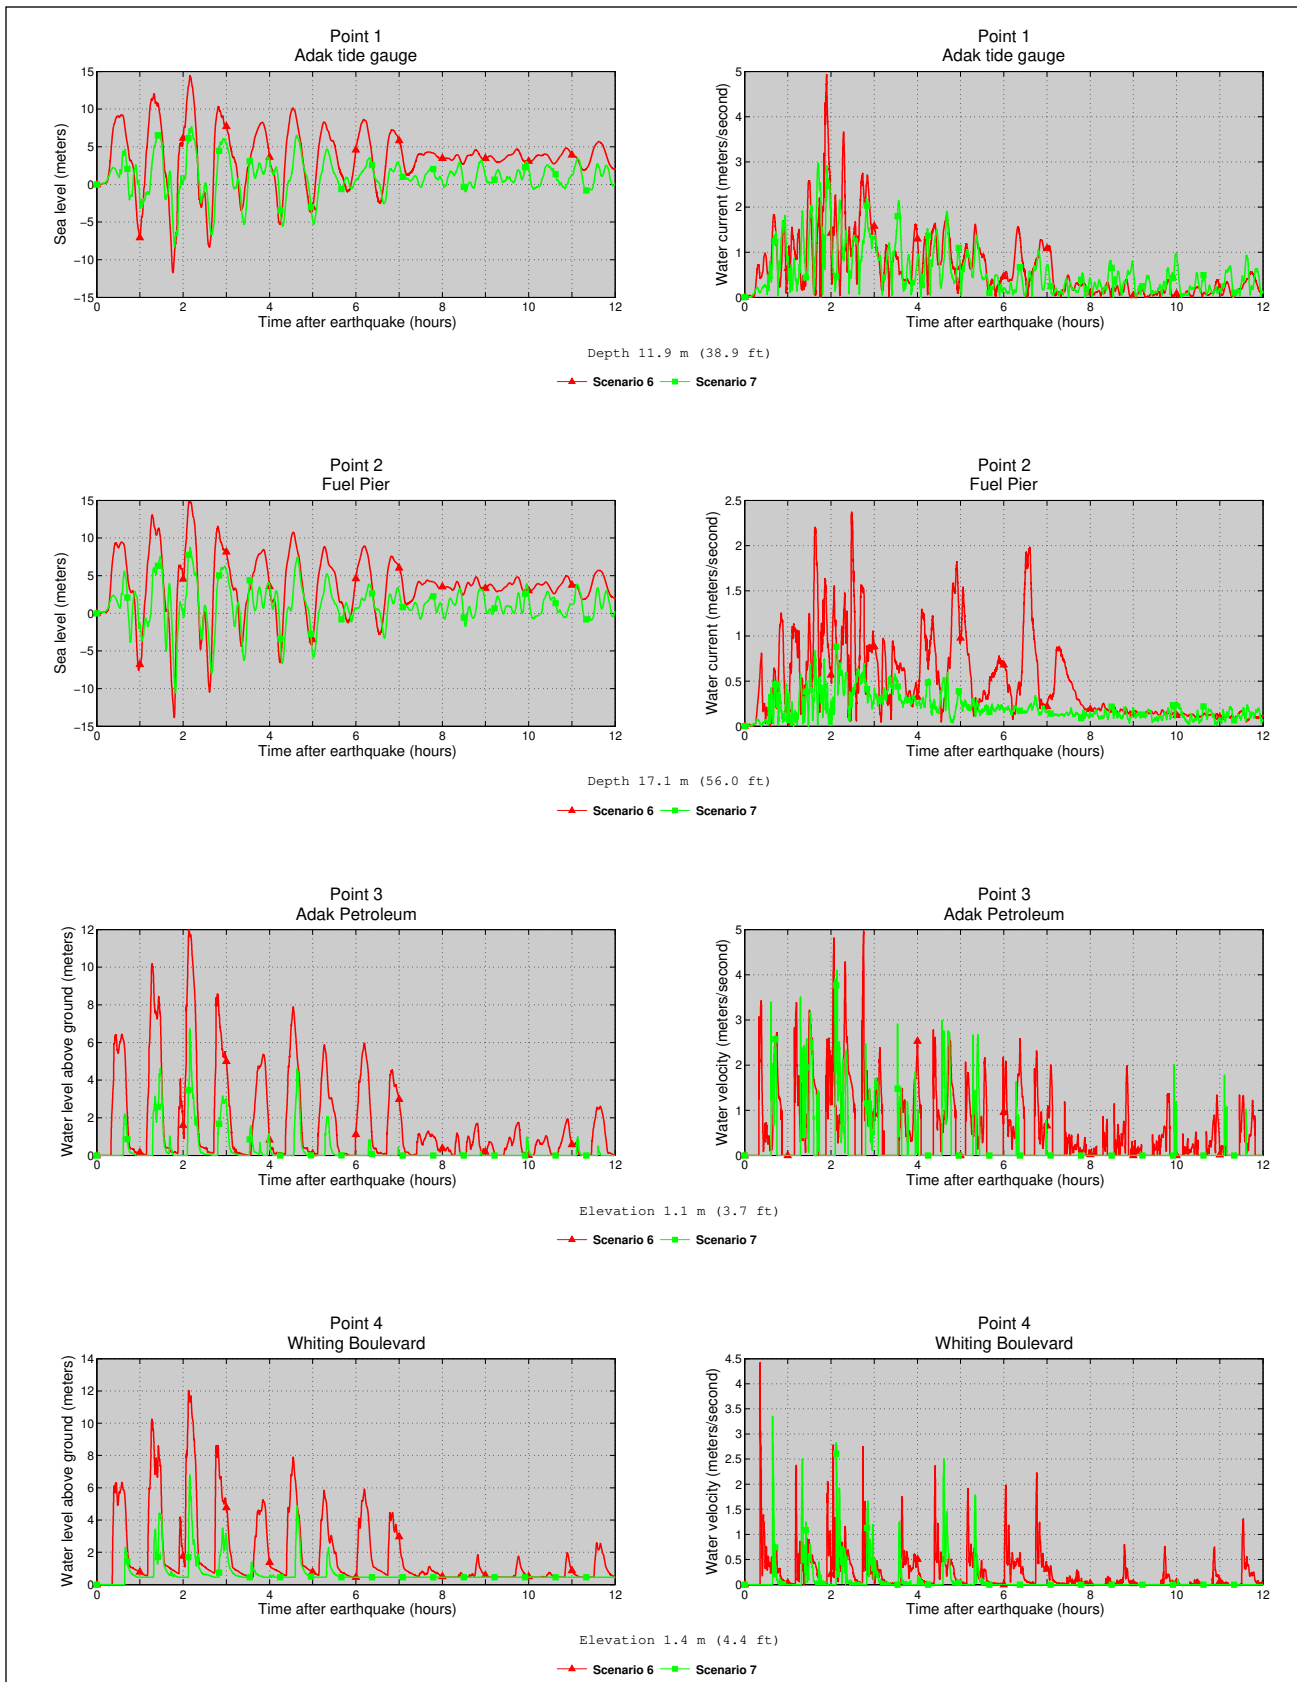 Point 1
Adak tide gauge
Sea level (meters)
15
10
5
0
−5
−10
−15
0 2 4 6 8 10 12
Time after earthquake (hours)
Point 1
Adak tide gauge
Water current (meters/second)
5
4
3
2
1
0
0 2 4 6 8 10 12
Time after earthquake (hours)
Depth 11.9 m (38.9 ft)
Scenario 6 Scenario 7
Point 2
Fuel Pier
Sea level (meters)
15
10
5
0
−5
−10
−15
0 2 4 6 8 10 12
Time after earthquake (hours)
Point 2
Fuel Pier
Water current (meters/second)
2.5
2
1.5
1
0.5
0
0 2 4 6 8 10 12
Time after earthquake (hours)
Depth 17.1 m (56.0 ft)
Scenario 6 Scenario 7
Point 3
Adak Petroleum
Water level above ground (meters)
12
10
8
6
4
2
0
0 2 4 6 8 10 12
Time after earthquake (hours)
Point 3
Adak Petroleum
Water velocity (meters/second)
5
4
3
2
1
0
0 2 4 6 8 10 12
Time after earthquake (hours)
Elevation 1.1 m (3.7 ft)
Scenario 6 Scenario 7
Point 4
Whiting Boulevard
Water level above ground (meters)
14
12
10
8
6
4
2
0
0 2 4 6 8 10 12
Time after earthquake (hours)
Point 4
Whiting Boulevard
Water velocity (meters/second)
4.5
4
3.5
3
2.5
2
1.5
1
0.5
0
0 2 4 6 8 10 12
Time after earthquake (hours)
Elevation 1.4 m (4.4 ft)
Scenario 6 Scenario 7